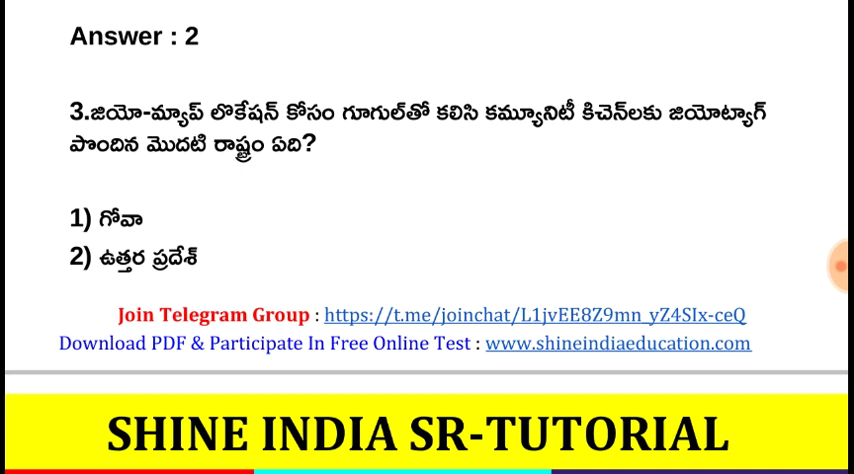 Answer : 2
3.జియో-మ్యాప్ లొకేషన్ కోసం గూగుల్‌తో కలిసి కమ్యూనిటీ కిచెన్‌లకు జియోట్యాగ్
పొందిన మొదటి రాష్ట్రం ఏది?
1) గోవా
2) ఉత్తర ప్రదేశ్
Join Telegram Group : https://t.me/joinchat/L1jvEE8Z9mn_yZ4SIx-ceQ
Download PDF & Participate In Free Online Test : www.shineindiaeducation.com
SHINE INDIA SR-TUTORIAL